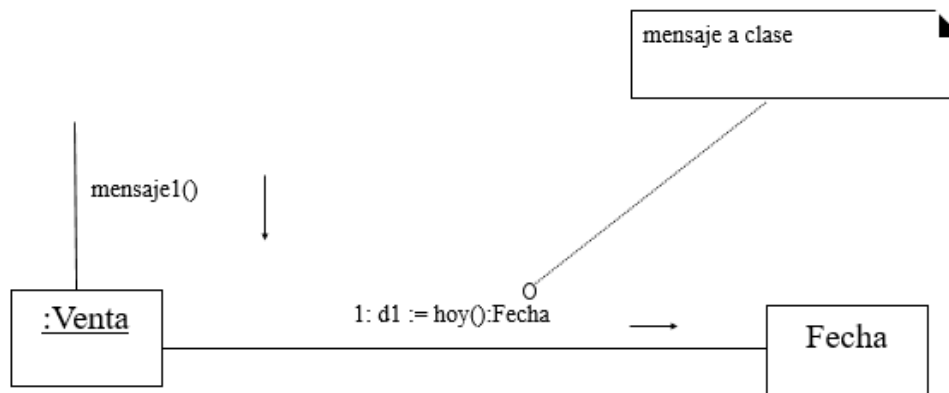 mensaje a clase
mensaje1()
:Venta
1: d1 := hoy():Fecha
Fecha